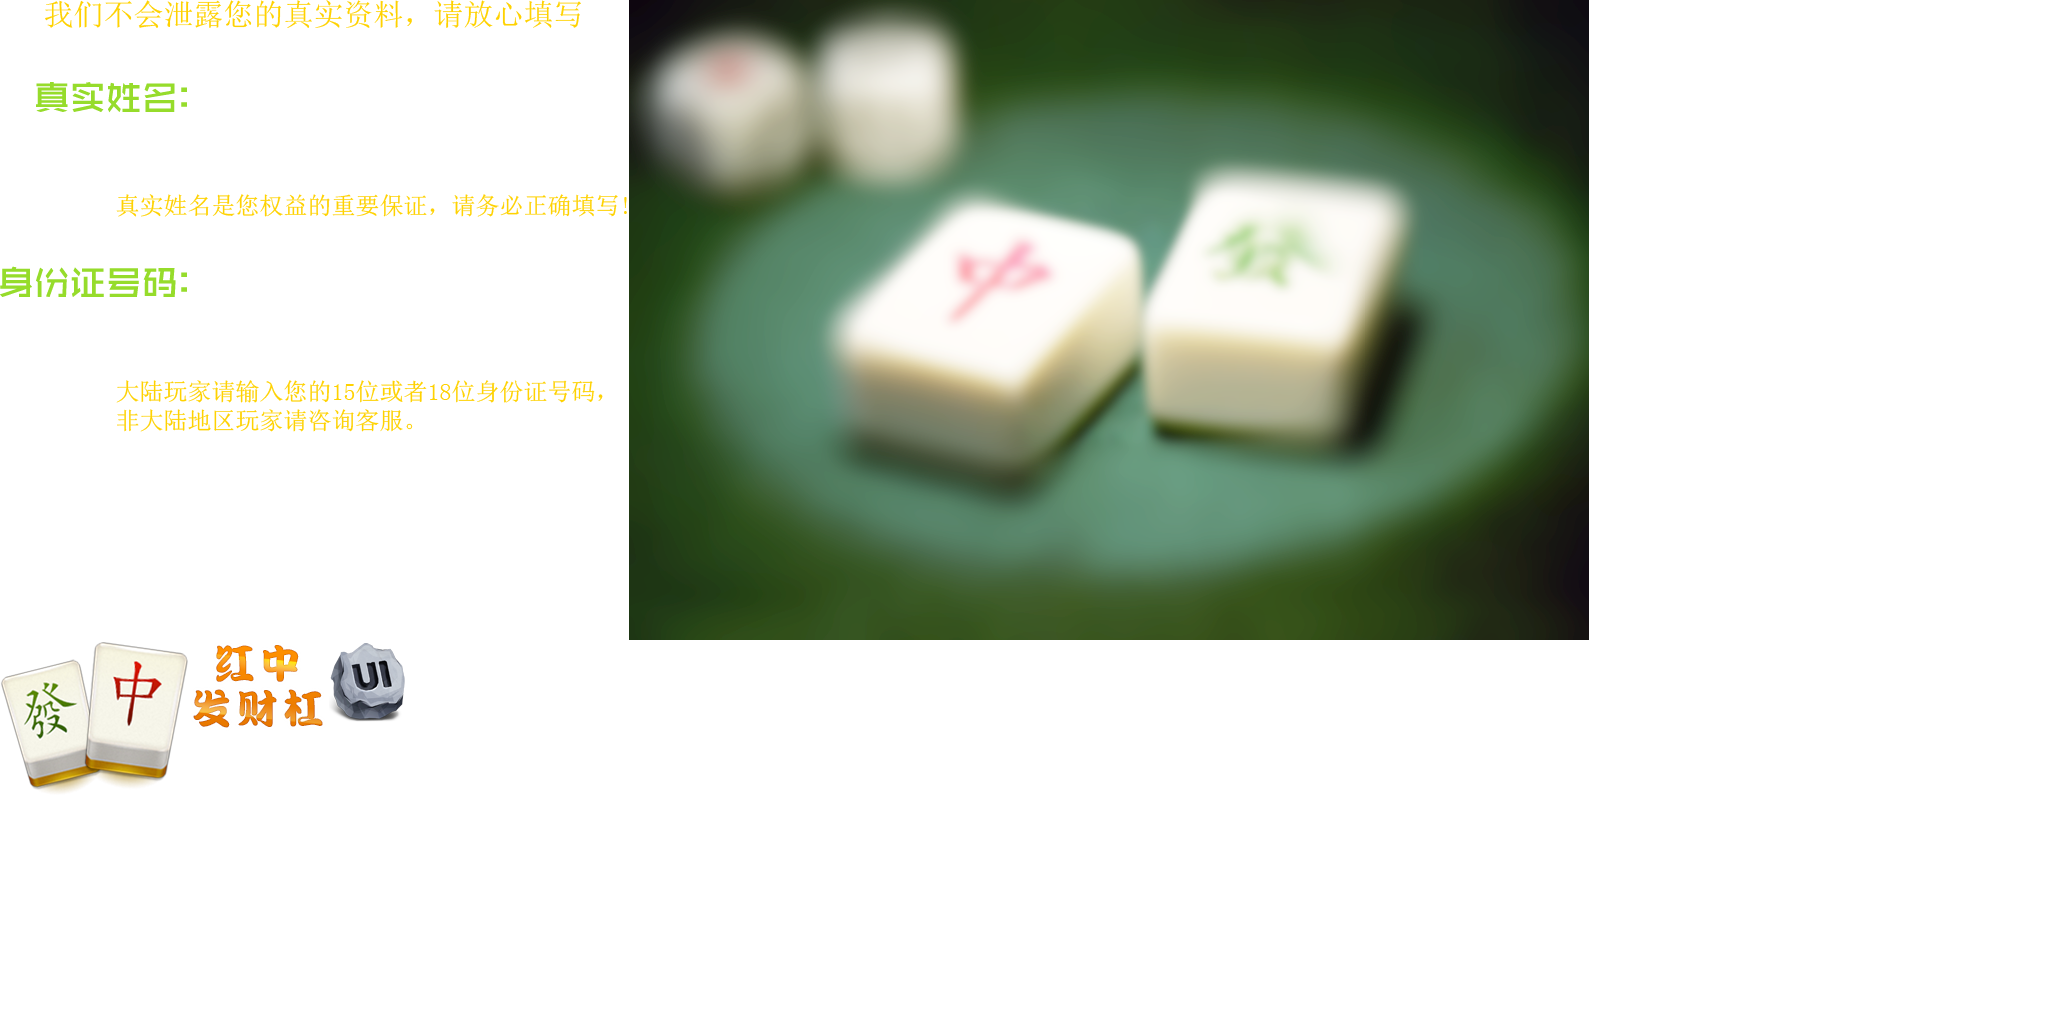 我们不会泄露您的真实资料，请放心填写
真实姓名：
真实姓名是您权益的重要保证，请务必正确填写！
身份证号码：
大陆玩家请输入您的15位或者18位身份证号码，
非大陆地区玩家请咨询客服。
中 發
發 中
红中
发财杠
UI